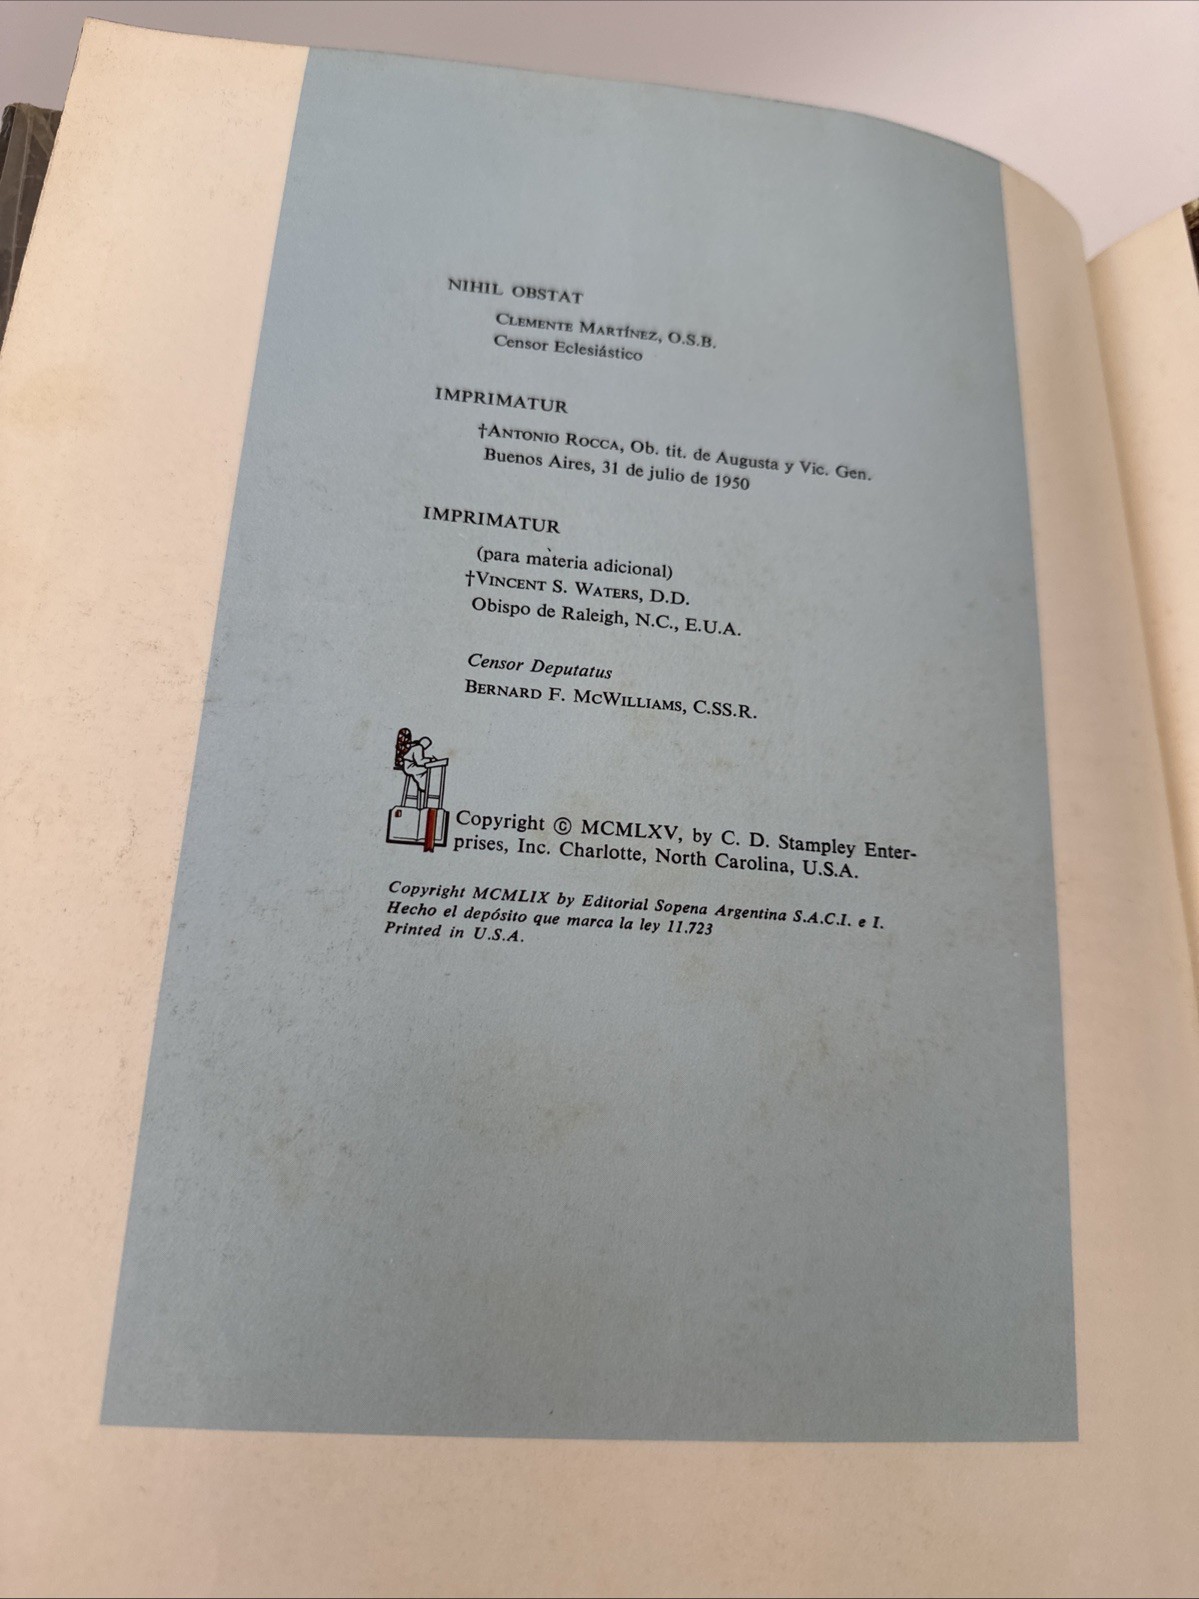 NIHIL OBSTAT
CLEMENTE MARTÍNEZ, O.S.B.
Censor Eclesiástico
IMPRIMATUR
†ANTONIO ROCCA, Ob. tit. de Augusta y Vic. Gen.
Buenos Aires, 31 de julio de 1950
IMPRIMATUR
(para materia adicional)
†VINCENT S. WATERS, D.D.
Obispo de Raleigh, N.C., E.U.A.
Censor Deputatus
BERNARD F. MCWILLIAMS, C.SS.R.
Copyright © MCMLXV, by C. D. Stampley Enter-
prises, Inc. Charlotte, North Carolina, U.S.A.
Copyright MCMLIX by Editorial Sopena Argentina S.A.C.I. e I.
Hecho el depósito que marca la ley 11.723
Printed in U.S.A.